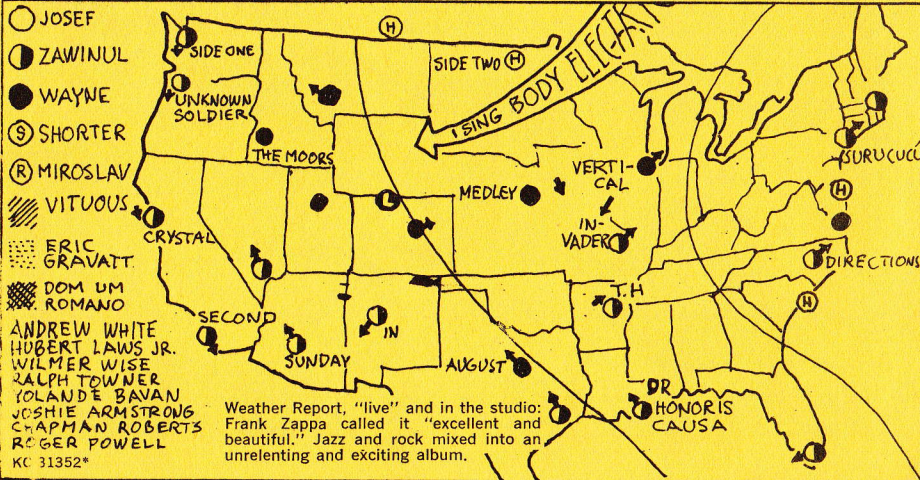 JOSEF
ZAWINUL
WAYNE
S SHORTER
R MIROSLAV
VITUOUS
ERIC
GRAVATT
DOM UM
ROMANO
ANDREW WHITE
HUBERT LAWS JR.
WILMER WISE
RALPH TOWNER
YOLANDE BAVAN
JOSHIE ARMSTRONG
CHAPMAN ROBERTS
ROGER POWELL
KC 31352*
SIDE ONE
UNKNOWN
SOLDIER
THE MOORS
CRYSTAL
SECOND
SUNDAY
IN
AUGUST
H
SIDE TWO H
I SING BODY ELECTRI
MEDLEY
VERTI-
CAL
IN-
VADER
T.H
DR
HONORIS
CAUSA
SURUCUCU
H
DIRECTIONS
H
L
Weather Report, "live" and in the studio:
Frank Zappa called it "excellent and
beautiful." Jazz and rock mixed into an
unrelenting and exciting album.